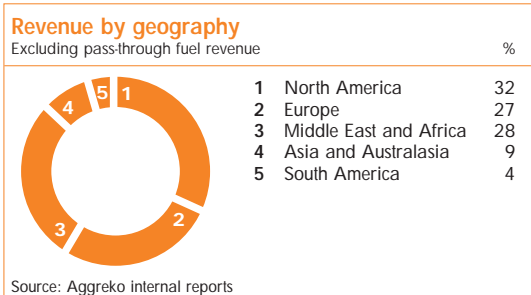 Revenue by geography
Excluding pass-through fuel revenue %
1 North America 32
2 Europe 27
3 Middle East and Africa 28
4 Asia and Australasia 9
5 South America 4
5 1
4
2
3
Source: Aggreko internal reports